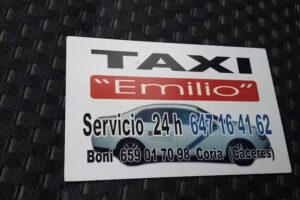 TAXI
"Emilio"
Servicio 24 h 647 16 41 62
Boni 659 01 70 98 Coria (Cáceres)